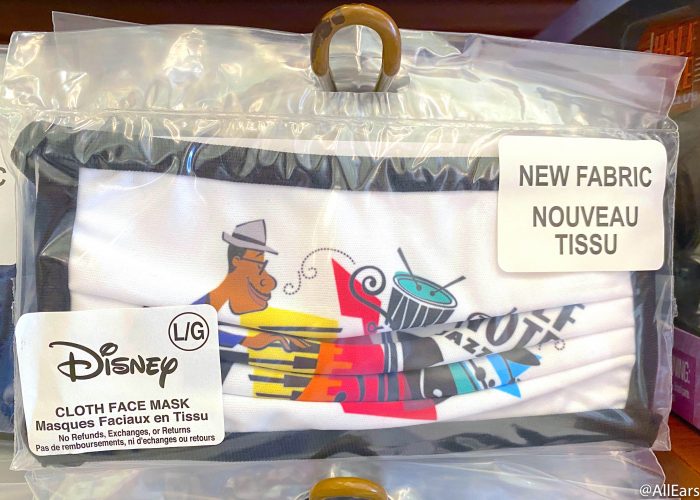 NEW FABRIC
NOUVEAU
TISSU
L/G
Disney
CLOTH FACE MASK
Masques Faciaux en Tissu
No Refunds, Exchanges, or Returns
Pas de remboursements, ni d'echanges ou retours
@AllEars